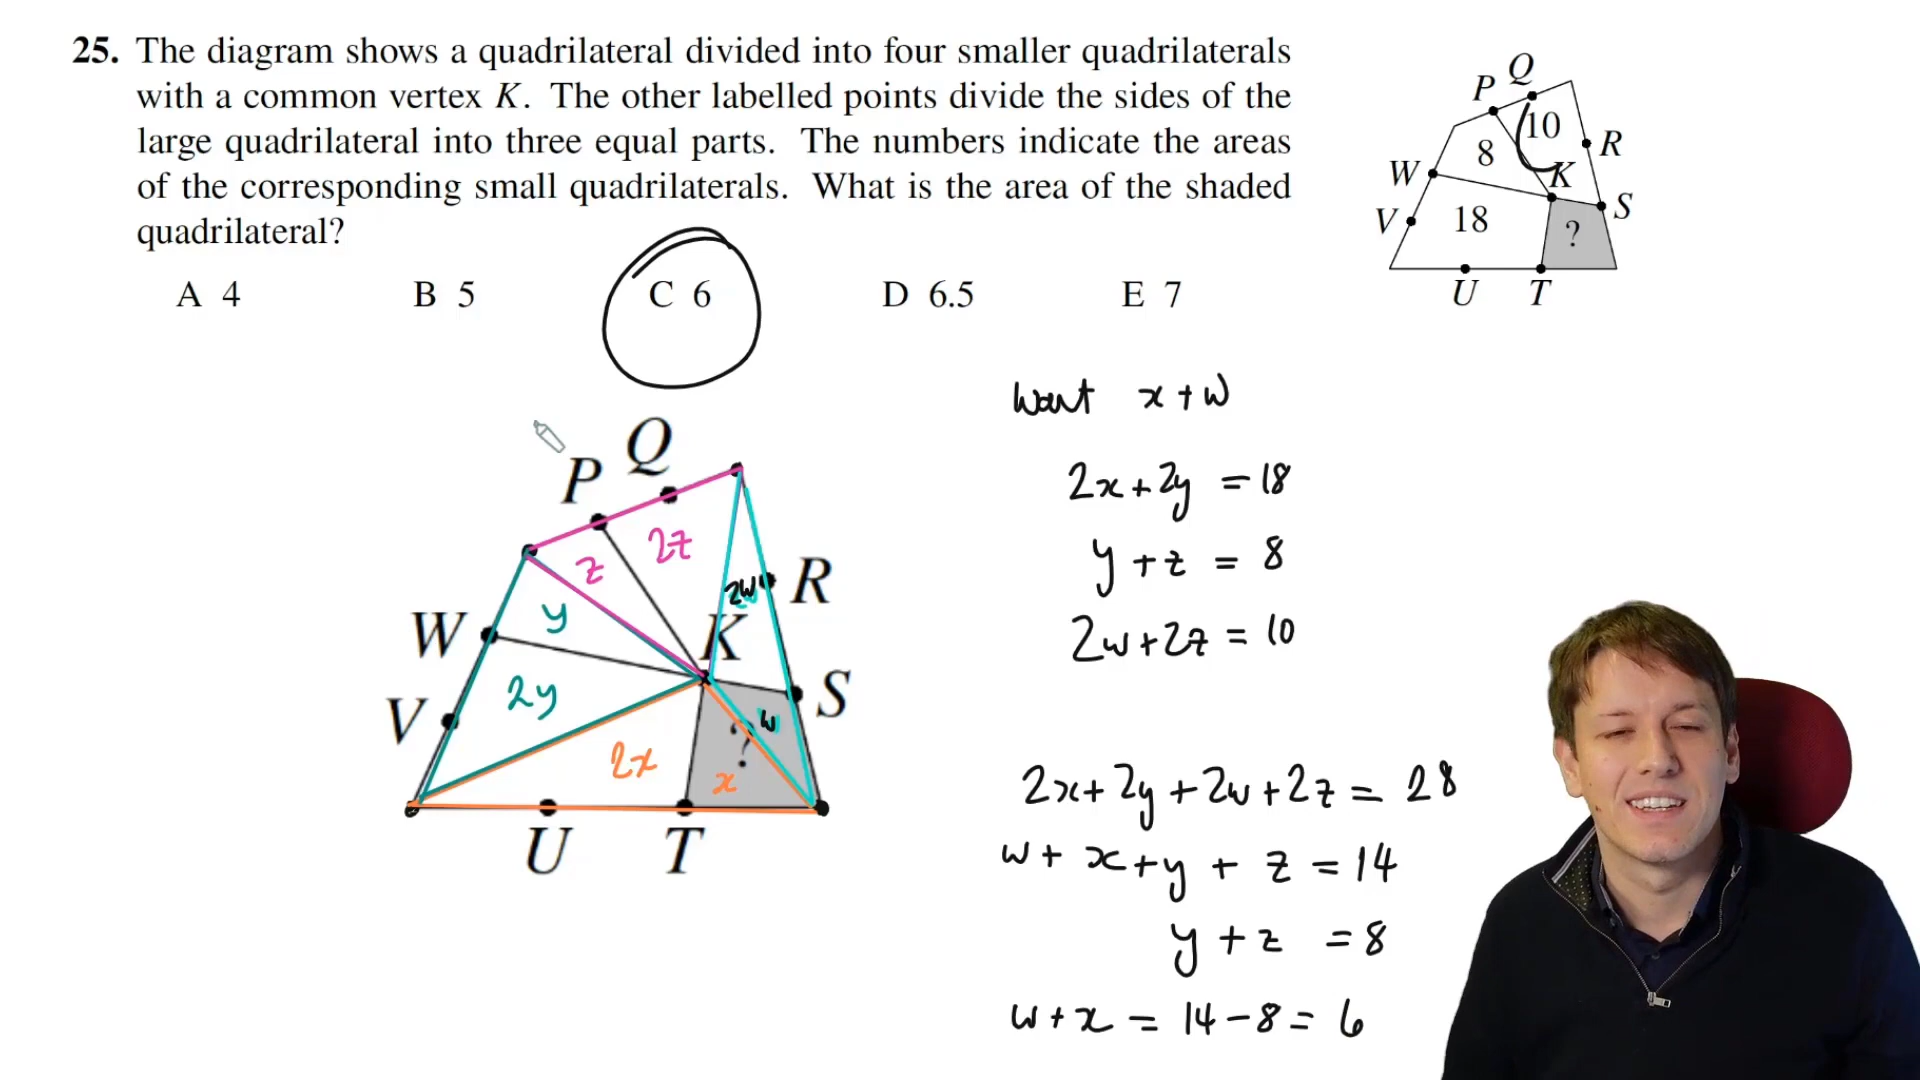 25. The diagram shows a quadrilateral divided into four smaller quadrilaterals
with a common vertex K. The other labelled points divide the sides of the
large quadrilateral into three equal parts. The numbers indicate the areas
of the corresponding small quadrilaterals. What is the area of the shaded
quadrilateral?
A 4 B 5 C 6 D 6.5 E 7
P Q
10
R
8
W K
S
V 18 ?
U T
want x + w
2x + 2y = 18
y + z = 8
2w + 2z = 10
2x + 2y + 2w + 2z = 28
w + x + y + z = 14
y + z = 8
w + x = 14 - 8 = 6
Q
P
2z
z
2w R
y
W K
2y S
V w
?
2x x
U T